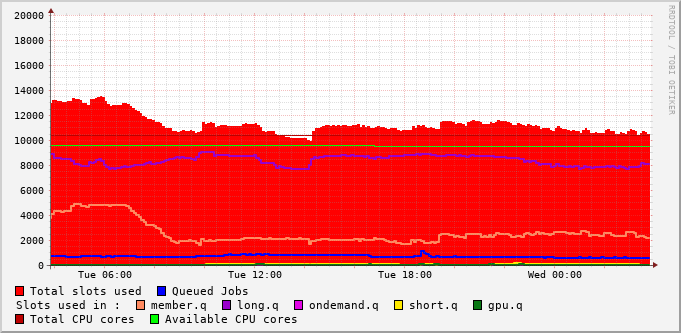 20000
18000
16000
14000
12000
10000
8000
6000
4000
2000
0
Tue 06:00 Tue 12:00 Tue 18:00 Wed 00:00
RRDTOOL / TOBI OETIKER
Total slots used Queued Jobs
Slots used in : member.q long.q ondemand.q short.q gpu.q
Total CPU cores Available CPU cores